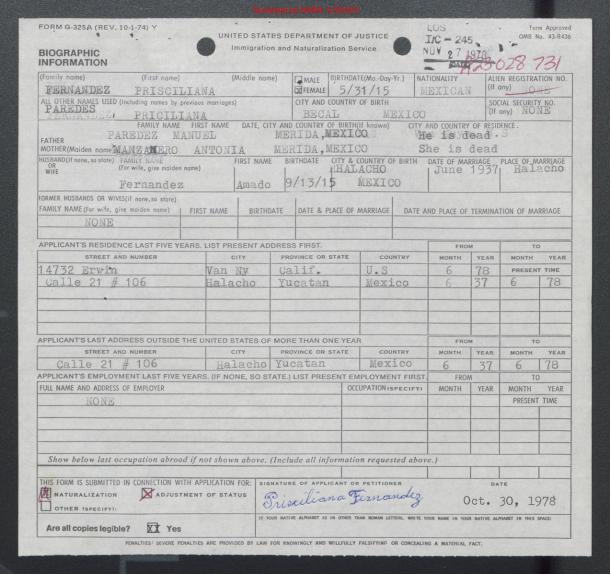 FORM G-325A (REV. 10-1-74) Y
UNITED STATES DEPARTMENT OF JUSTICE
Immigration and Naturalization Service
LOS
I/C - 245
NOV 27 1978
A23 028 731
Form Approved
OMB No. 43-R436
BIOGRAPHIC
INFORMATION
(Family name) (First name) (Middle name) MALE BIRTHDATE(Mo.-Day-Yr.) NATIONALITY ALIEN REGISTRATION NO.
FERNANDEZ PRISCILIANA FEMALE 5/31/15 MEXICAN (If any) NONE
ALL OTHER NAMES USED (Including names by previous marriages) CITY AND COUNTRY OF BIRTH SOCIAL SECURITY NO.
PAREDES PRICILIANA BECAL MEXICO (If any) NONE
FAMILY NAME FIRST NAME DATE, CITY AND COUNTRY OF BIRTH(If known) CITY AND COUNTRY OF RESIDENCE.
FATHER PAREDEZ MANUEL MERIDA,MEXICO He is dead
MOTHER(Maiden name) MANZANERO ANTONIA MERIDA,MEXICO She is dead
HUSBAND(If none, so state) FAMILY NAME FIRST NAME BIRTHDATE CITY & COUNTRY OF BIRTH DATE OF MARRIAGE PLACE OF MARRIAGE
OR (For wife, give maiden name) HALACHO June 1937 Halacho
WIFE
Fernandez Amado 9/13/15 MEXICO
FORMER HUSBANDS OR WIVES(if none, so state)
FAMILY NAME (For wife, give maiden name) FIRST NAME BIRTHDATE DATE & PLACE OF MARRIAGE DATE AND PLACE OF TERMINATION OF MARRIAGE
NONE
APPLICANT'S RESIDENCE LAST FIVE YEARS. LIST PRESENT ADDRESS FIRST. FROM TO
STREET AND NUMBER CITY PROVINCE OR STATE COUNTRY MONTH YEAR MONTH YEAR
14732 Erwin Van Ny Calif. U.S 6 78 PRESENT TIME
Calle 21 # 106 Halacho Yucatan Mexico 6 37 6 78
APPLICANT'S LAST ADDRESS OUTSIDE THE UNITED STATES OF MORE THAN ONE YEAR FROM TO
STREET AND NUMBER CITY PROVINCE OR STATE COUNTRY MONTH YEAR MONTH YEAR
Calle 21 # 106 Halacho Yucatan Mexico 6 37 6 78
APPLICANT'S EMPLOYMENT LAST FIVE YEARS. (IF NONE, SO STATE.) LIST PRESENT EMPLOYMENT FIRST. FROM TO
FULL NAME AND ADDRESS OF EMPLOYER OCCUPATION(SPECIFY) MONTH YEAR MONTH YEAR
NONE PRESENT TIME
Show below last occupation abroad if not shown above. (Include all information requested above.)
THIS FORM IS SUBMITTED IN CONNECTION WITH APPLICATION FOR: SIGNATURE OF APPLICANT OR PETITIONER DATE
NATURALIZATION X ADJUSTMENT OF STATUS Prisciliana Fernandez Oct. 30, 1978
OTHER (SPECIFY):
IF YOUR NATIVE ALPHABET IS IN OTHER THAN ROMAN LETTERS, WRITE YOUR NAME IN YOUR NATIVE ALPHABET IN THIS SPACE:
Are all copies legible? Yes
PENALTIES: SEVERE PENALTIES ARE PROVIDED BY LAW FOR KNOWINGLY AND WILLFULLY FALSIFYING OR CONCEALING A MATERIAL FACT.